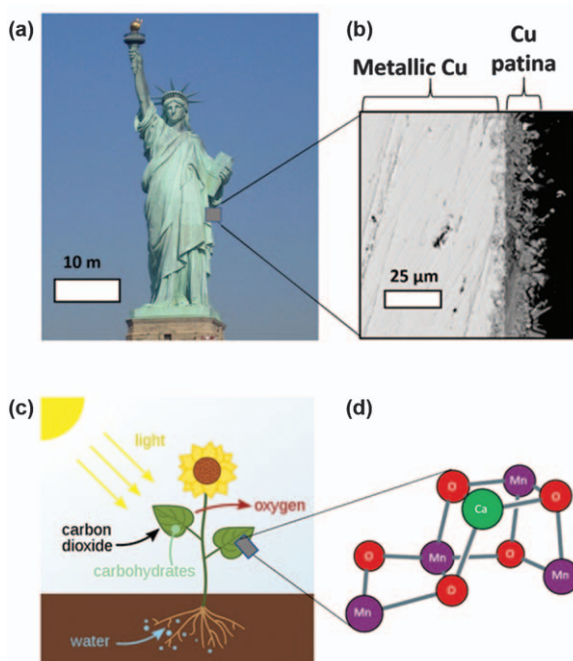 (a)
(b)
Metallic Cu
Cu
patina
10 m
25 μm
(c)
(d)
light
oxygen
carbon
dioxide
carbohydrates
water
O
Mn
O
Ca
O
Mn
O
Mn
O
Mn